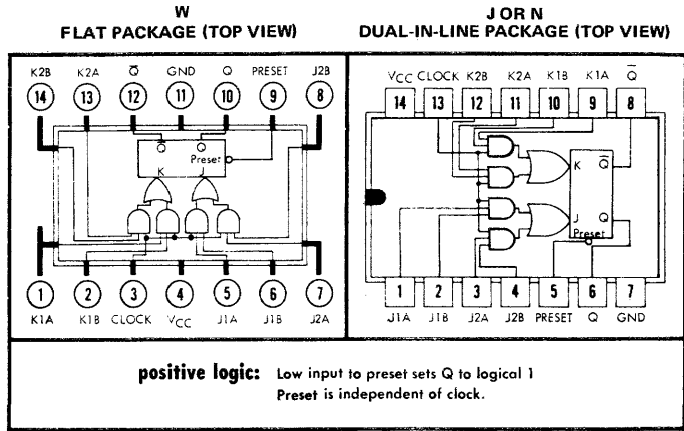 W
FLAT PACKAGE (TOP VIEW)
K2B K2A Q̅ GND Q PRESET J2B
14 13 12 11 10 9 8
Q̅ Q
Preset
K J
1 2 3 4 5 6 7
K1A K1B CLOCK VCC J1A J1B J2A
J OR N
DUAL-IN-LINE PACKAGE (TOP VIEW)
VCC CLOCK K2B K2A K1B K1A Q̅
14 13 12 11 10 9 8
K Q̅
J Q
Preset
1 2 3 4 5 6 7
J1A J1B J2A J2B PRESET Q GND
positive logic: Low input to preset sets Q to logical 1
Preset is independent of clock.